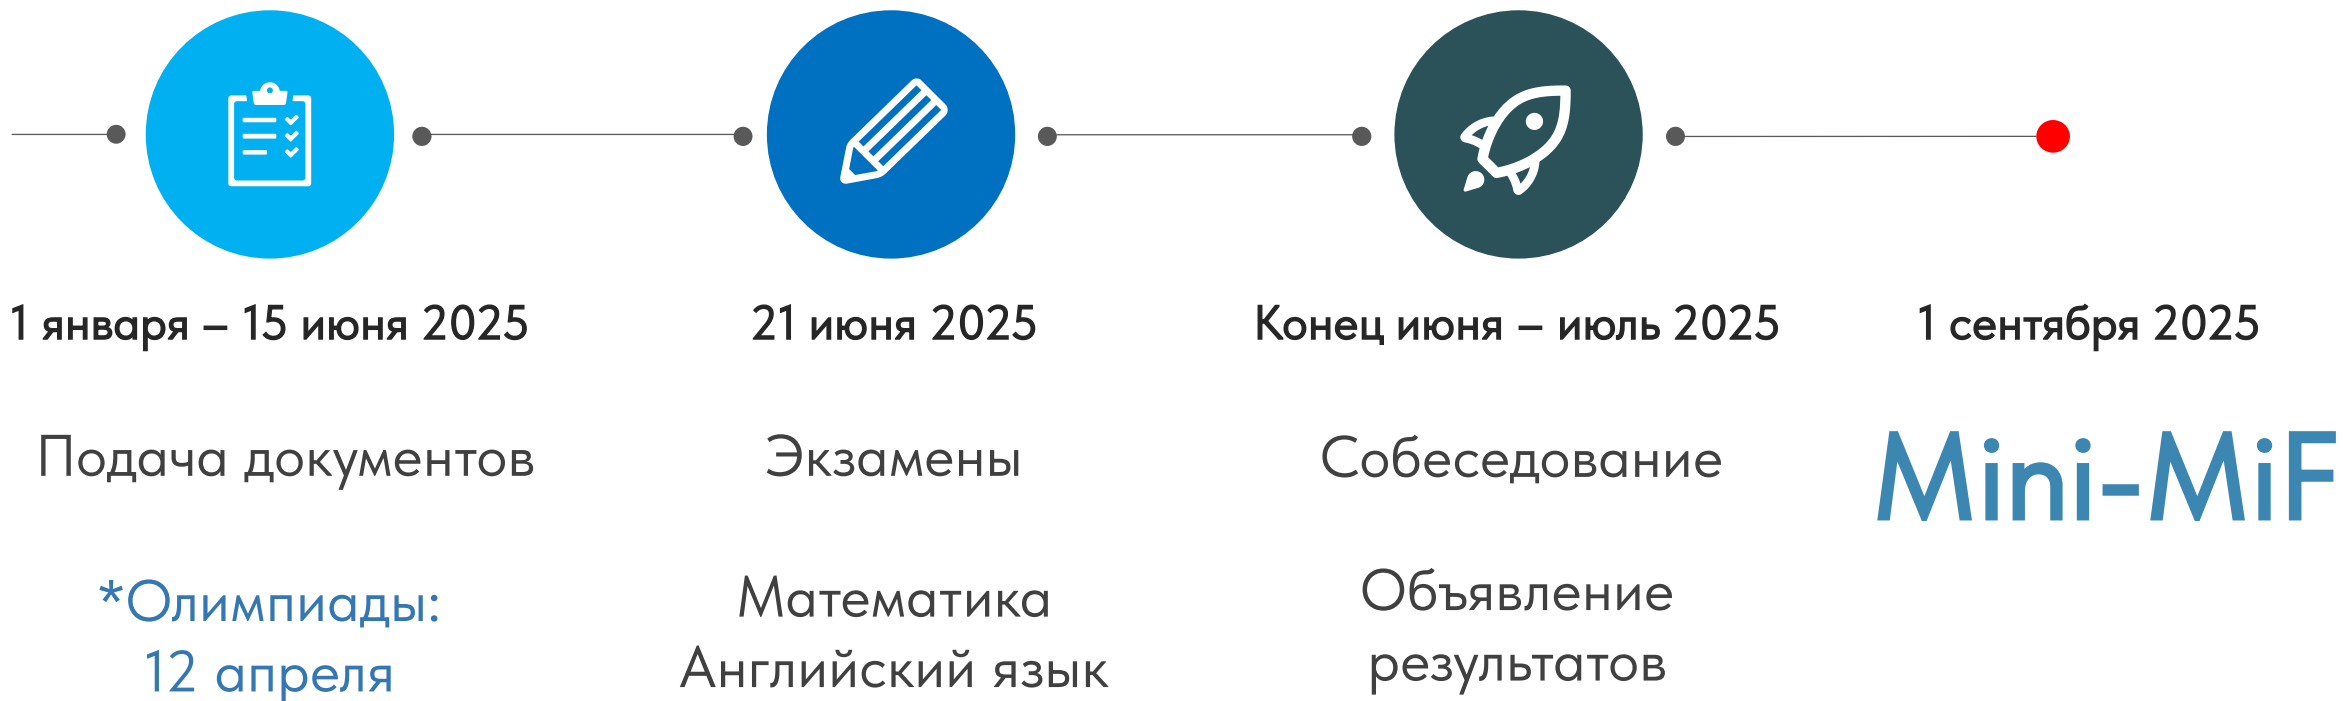 1 января – 15 июня 2025
Подача документов
*Олимпиады:
12 апреля
21 июня 2025
Экзамены
Математика
Английский язык
Конец июня – июль 2025
Собеседование
Объявление
результатов
1 сентября 2025
Mini-MiF